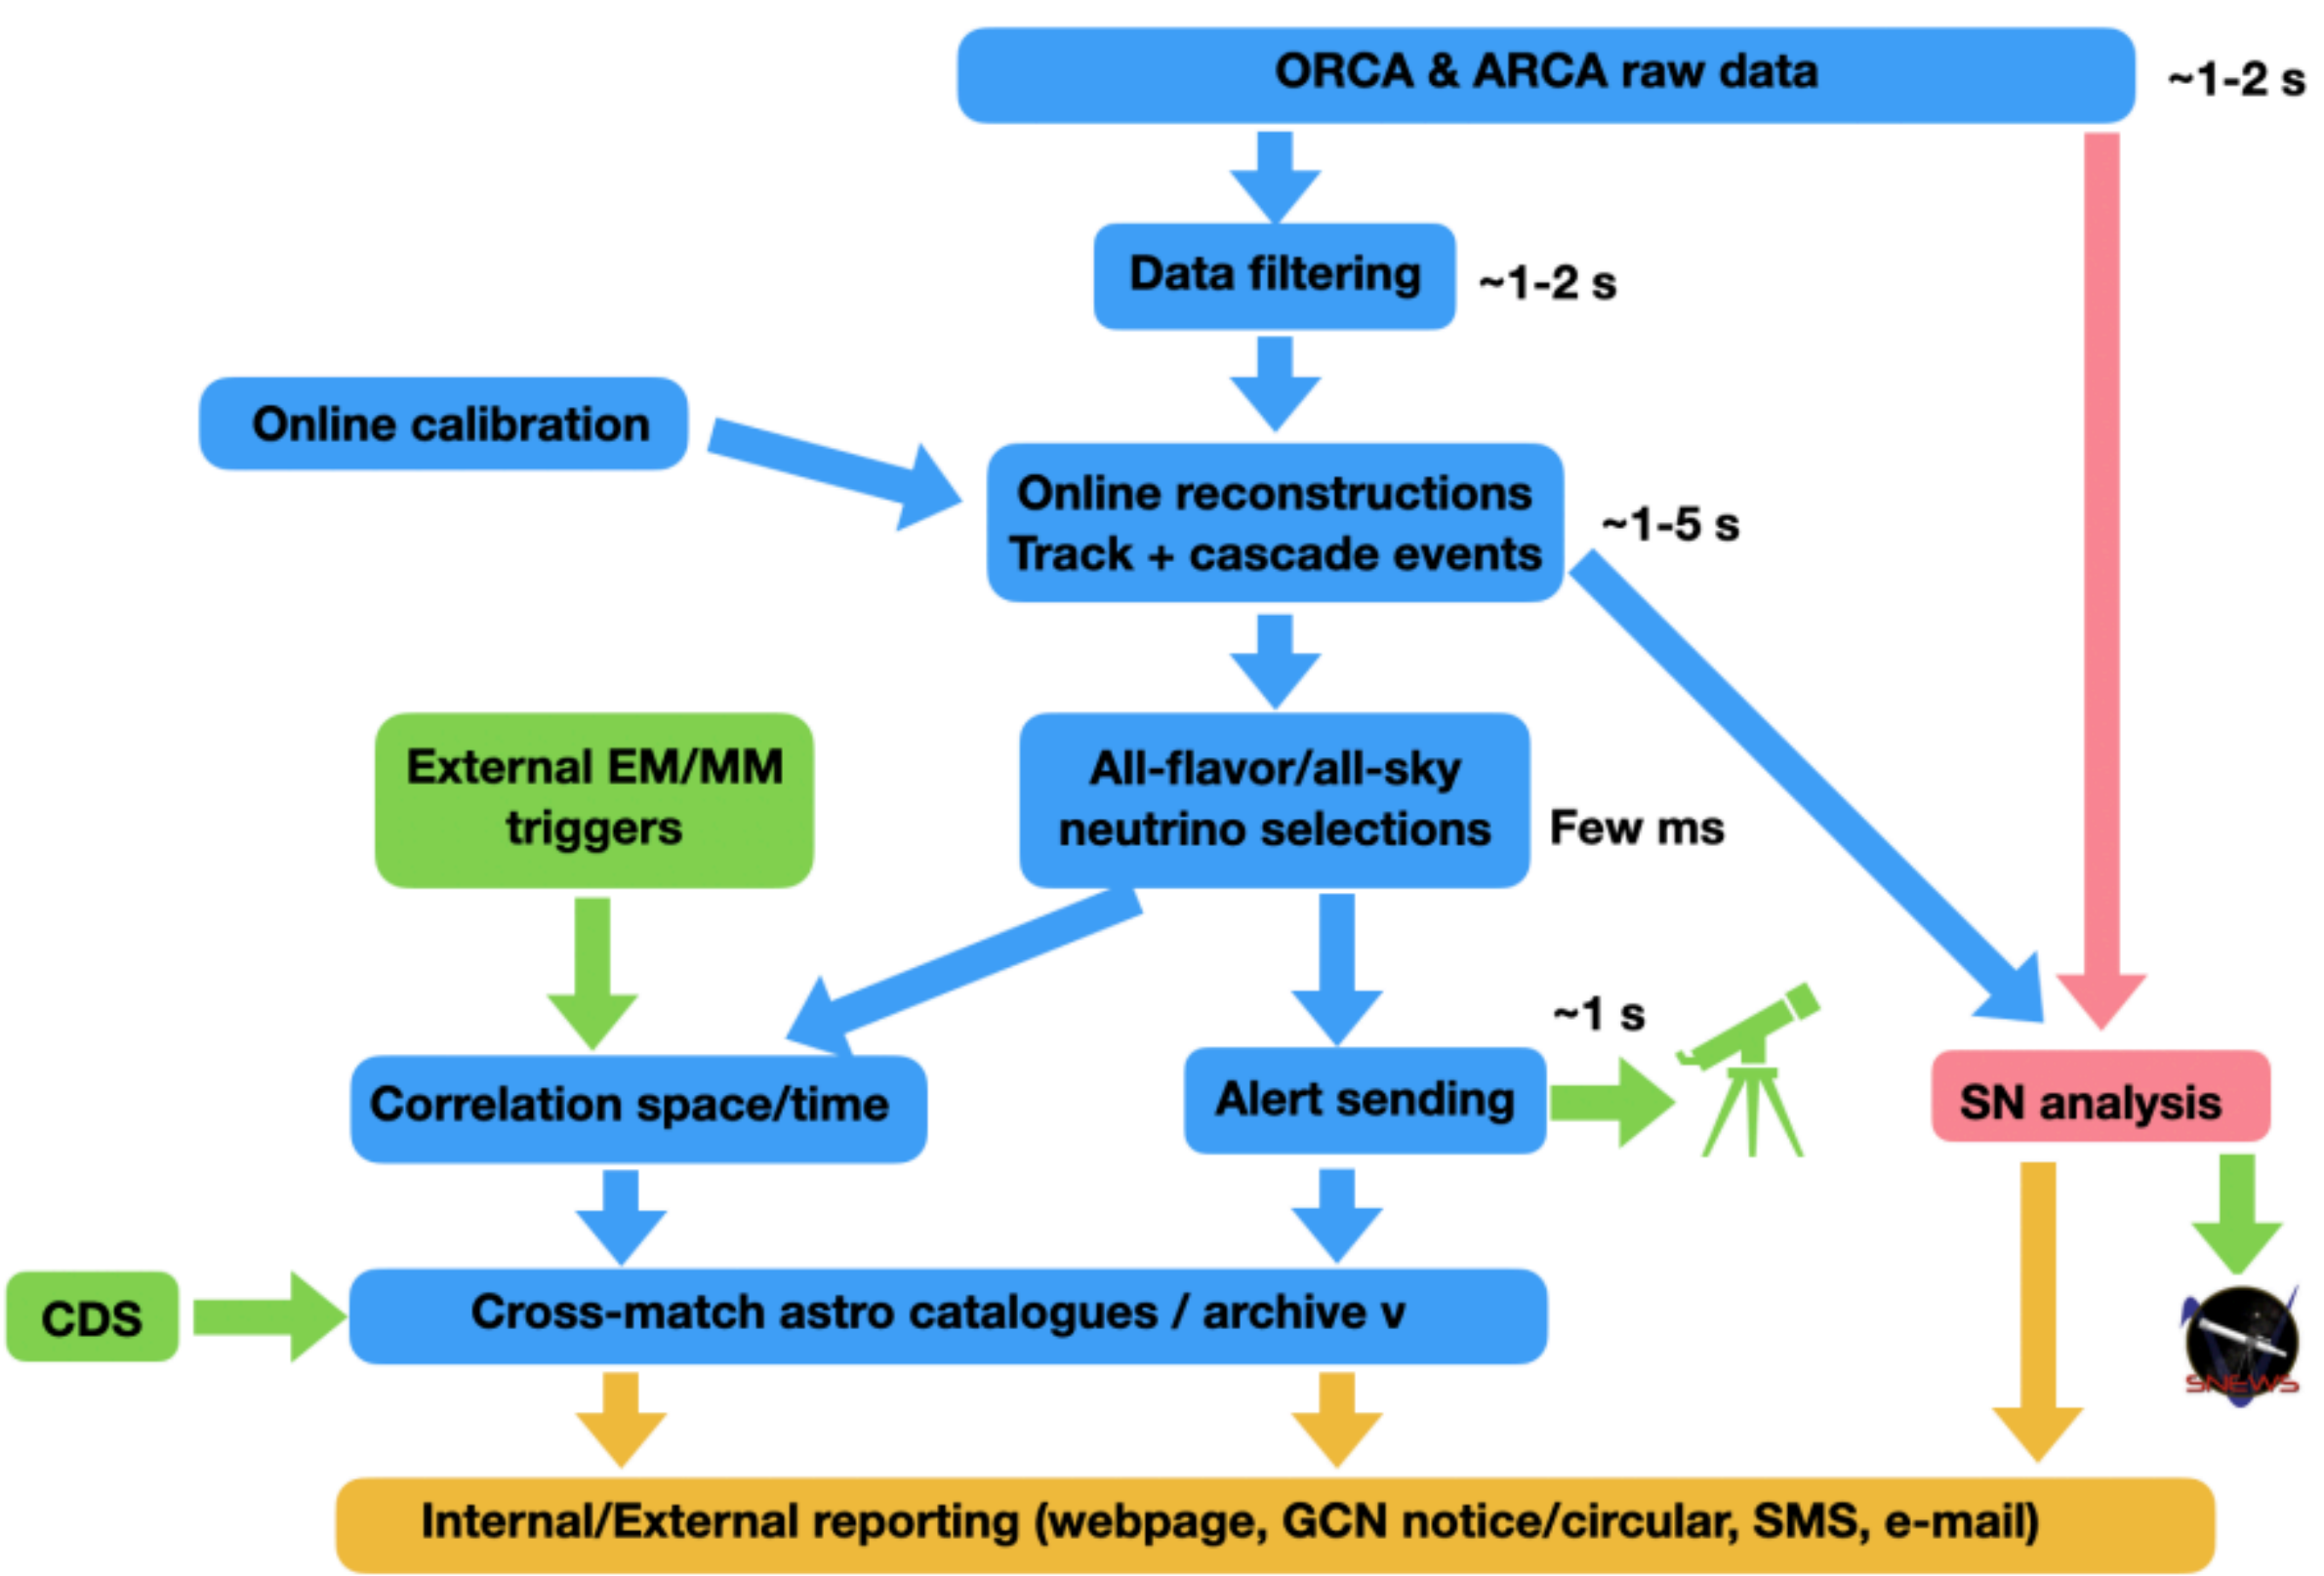 ORCA & ARCA raw data
~1-2 s
Data filtering
~1-2 s
Online calibration
Online reconstructions
Track + cascade events
~1-5 s
External EM/MM
triggers
All-flavor/all-sky
neutrino selections
Few ms
~1 s
Correlation space/time
Alert sending
SN analysis
CDS
Cross-match astro catalogues / archive ν
SNEWS
Internal/External reporting (webpage, GCN notice/circular, SMS, e-mail)